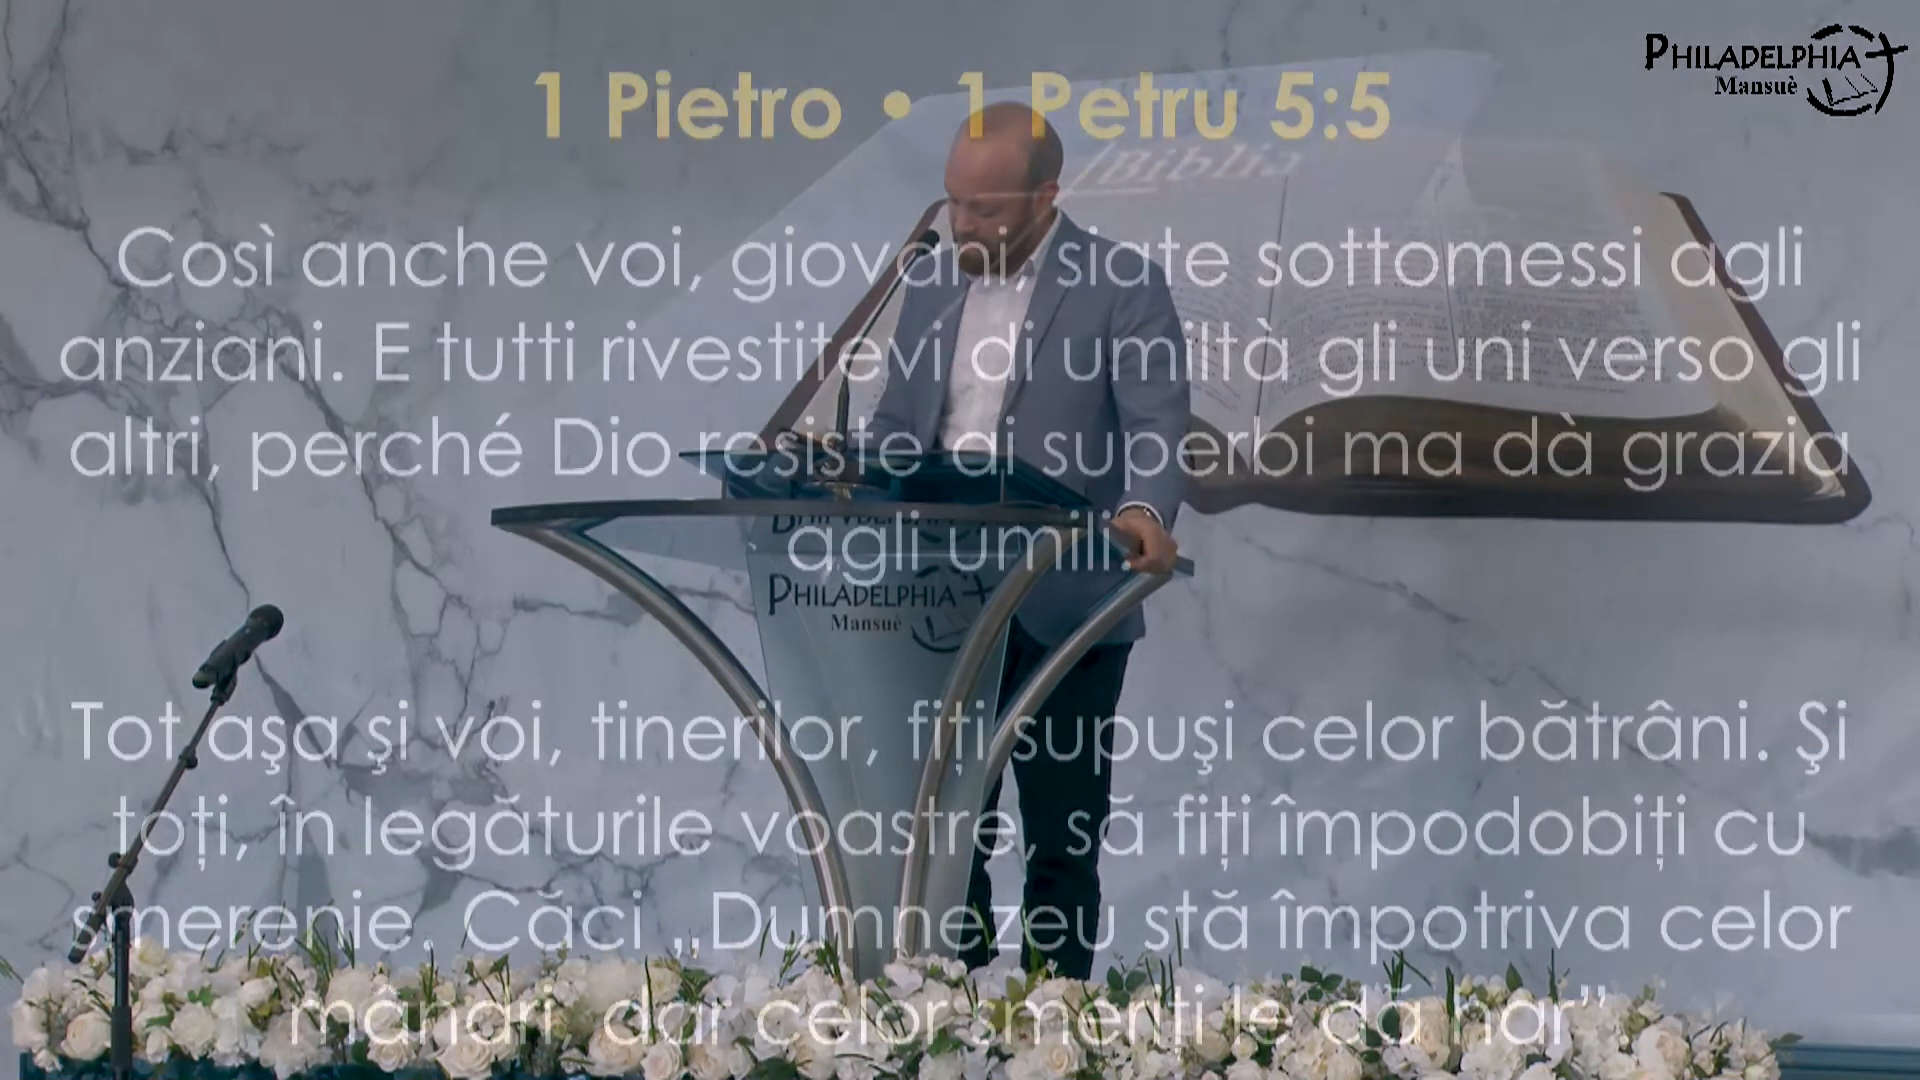 PHILADELPHIA
Mansuè
1 Pietro • 1 Petru 5:5
Biblia
Così anche voi, giovani, siate sottomessi agli
anziani. E tutti rivestitevi di umiltà gli uni verso gli
altri, perché Dio resiste ai superbi ma dà grazia
agli umili.
PHILADELPHIA
Mansuè
Tot aşa şi voi, tinerilor, fiţi supuşi celor bătrâni. Şi
toţi, în legăturile voastre, să fiţi împodobiţi cu
smerenie. Căci „Dumnezeu stă împotriva celor
mândri, dar celor smeriţi le dă har”.